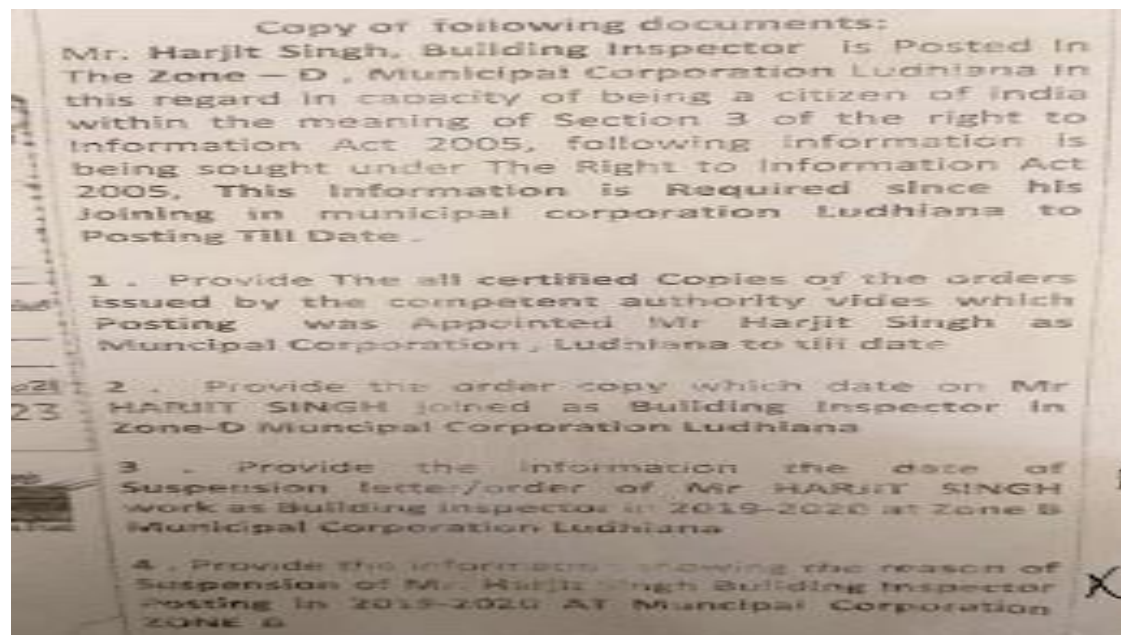 Copy of following documents:
Mr. Harjit Singh, Building Inspector is Posted In
The Zone – D , Municipal Corporation Ludhiana In
this regard in capacity of being a citizen of india
within the meaning of Section 3 of the right to
Information Act 2005, following information is
being sought under The Right to Information Act
2005, This Information is Required since his
Joining in municipal corporation Ludhiana to
Posting Till Date .
1 . Provide The all certified Copies of the orders
issued by the competent authority vides which
Posting was Appointed Mr Harjit Singh as
Muncipal Corporation , Ludhiana to till date
2 . Provide the order copy which date on Mr
HARJIT SINGH joined as Building Inspector in
Zone-D Muncipal Corporation Ludhiana
3 . Provide the information the date of
Suspension letter/order of Mr HARJIT SINGH
work as Building Inspector in 2019-2020 at Zone B
Municipal Corporation Ludhiana
4 . Provide the information showing the reason of
Suspension of Mr. Harjit Singh Building Inspector
Posting in 2019-2020 AT Muncipal Corporation
ZONE
23